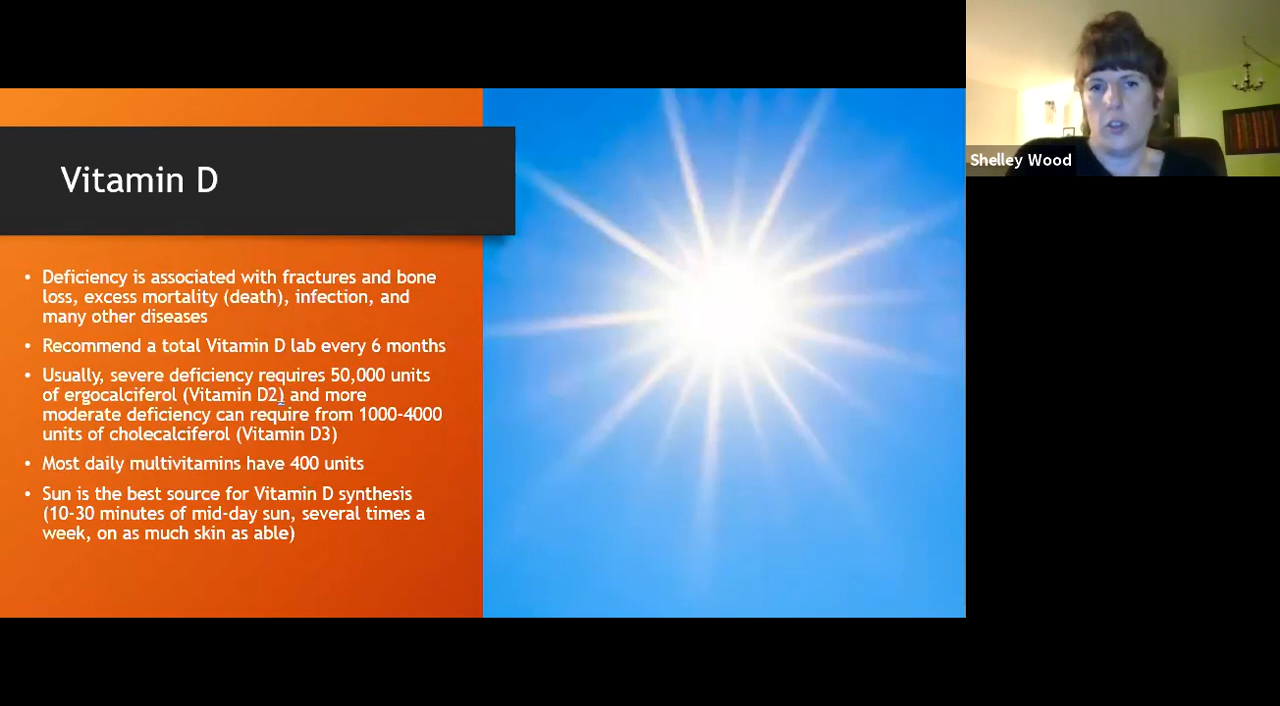 Vitamin D
• Deficiency is associated with fractures and bone
loss, excess mortality (death), infection, and
many other diseases
• Recommend a total Vitamin D lab every 6 months
• Usually, severe deficiency requires 50,000 units
of ergocalciferol (Vitamin D2) and more
moderate deficiency can require from 1000-4000
units of cholecalciferol (Vitamin D3)
• Most daily multivitamins have 400 units
• Sun is the best source for Vitamin D synthesis
(10-30 minutes of mid-day sun, several times a
week, on as much skin as able)
Shelley Wood